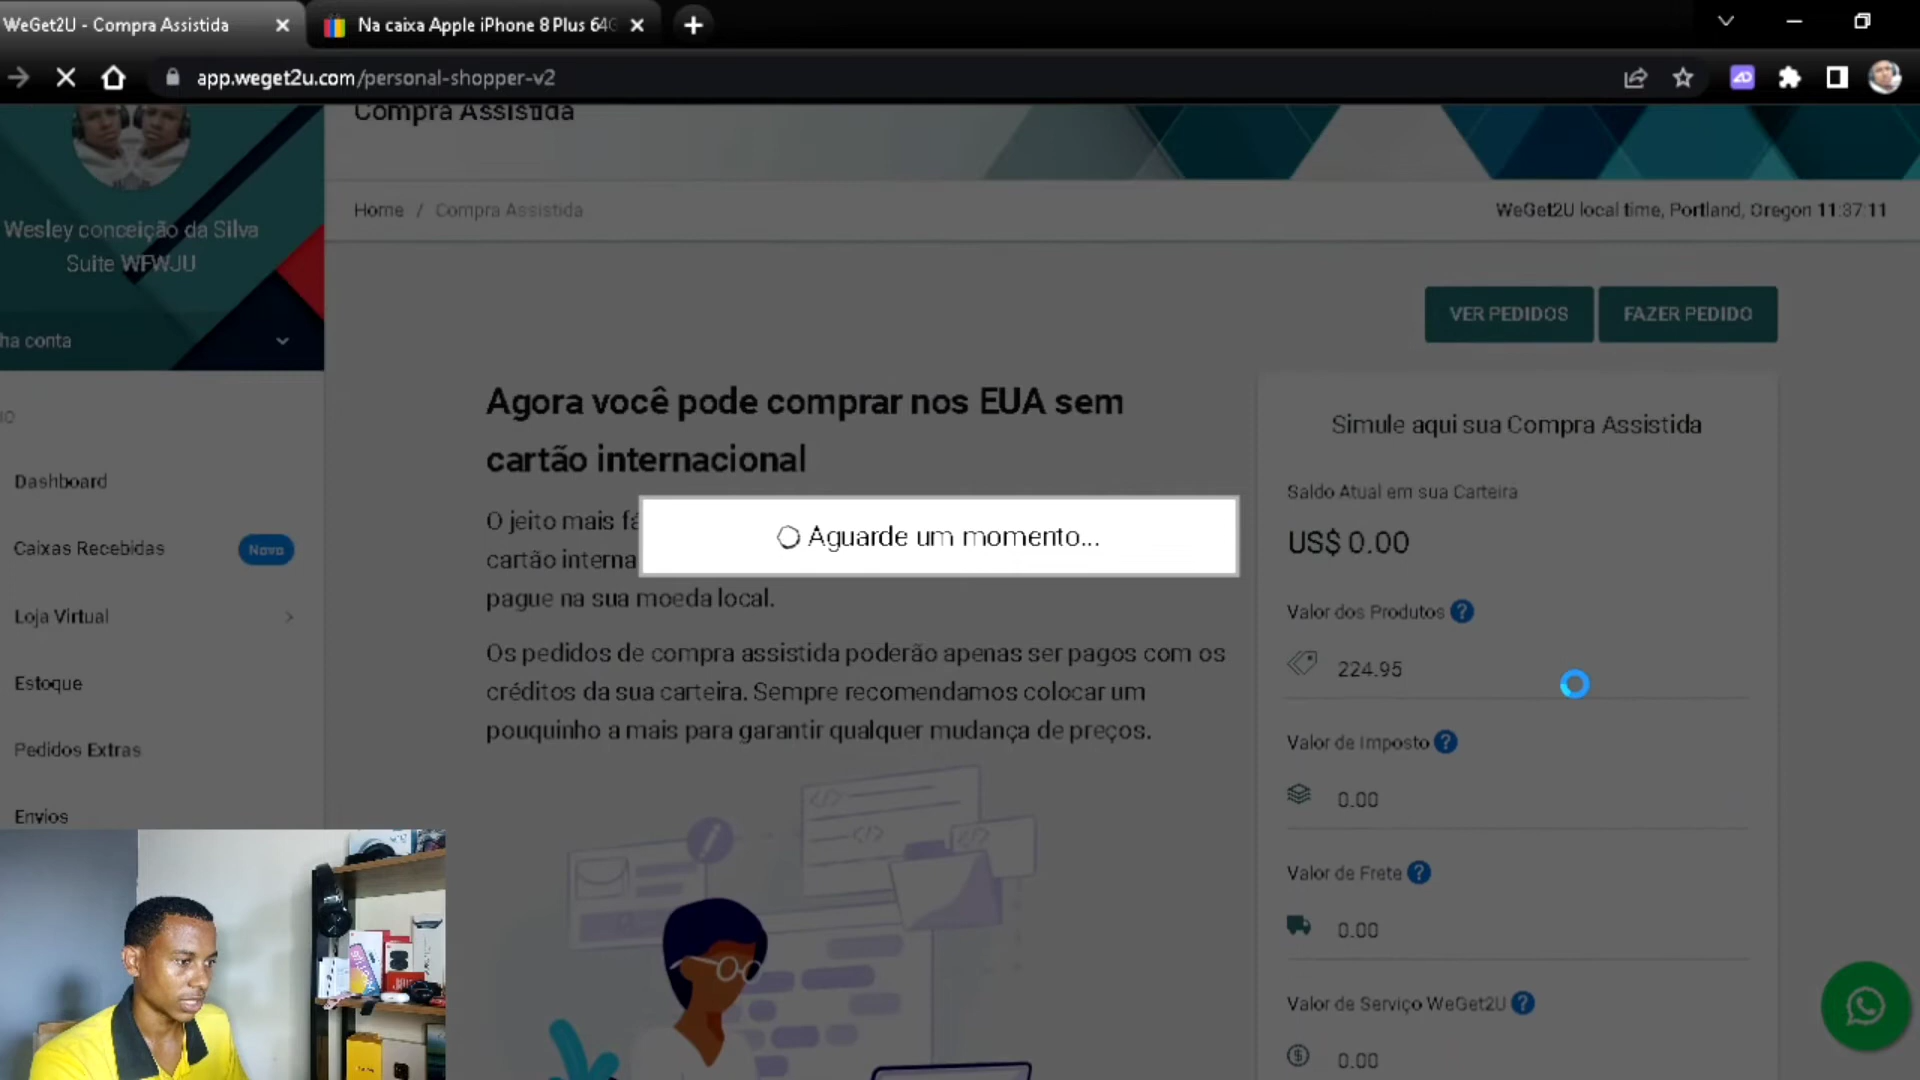 WeGet2U - Compra Assistida
Na caixa Apple iPhone 8 Plus 64G
app.weget2u.com/personal-shopper-v2
Compra Assistida
Wesley conceição da Silva
Suite WFWJU
ha conta
Home / Compra Assistida
WeGet2U local time, Portland, Oregon 11:37:11
VER PEDIDOS
FAZER PEDIDO
IO
Dashboard
Caixas Recebidas
Novo
Loja Virtual
Estoque
Pedidos Extras
Envios
Agora você pode comprar nos EUA sem
cartão internacional
O jeito mais fá
cartão interna
pague na sua moeda local.
Os pedidos de compra assistida poderão apenas ser pagos com os
créditos da sua carteira. Sempre recomendamos colocar um
pouquinho a mais para garantir qualquer mudança de preços.
Aguarde um momento...
Simule aqui sua Compra Assistida
Saldo Atual em sua Carteira
US$ 0.00
Valor dos Produtos ?
224.95
Valor de Imposto ?
0.00
Valor de Frete ?
0.00
Valor de Serviço WeGet2U ?
0.00